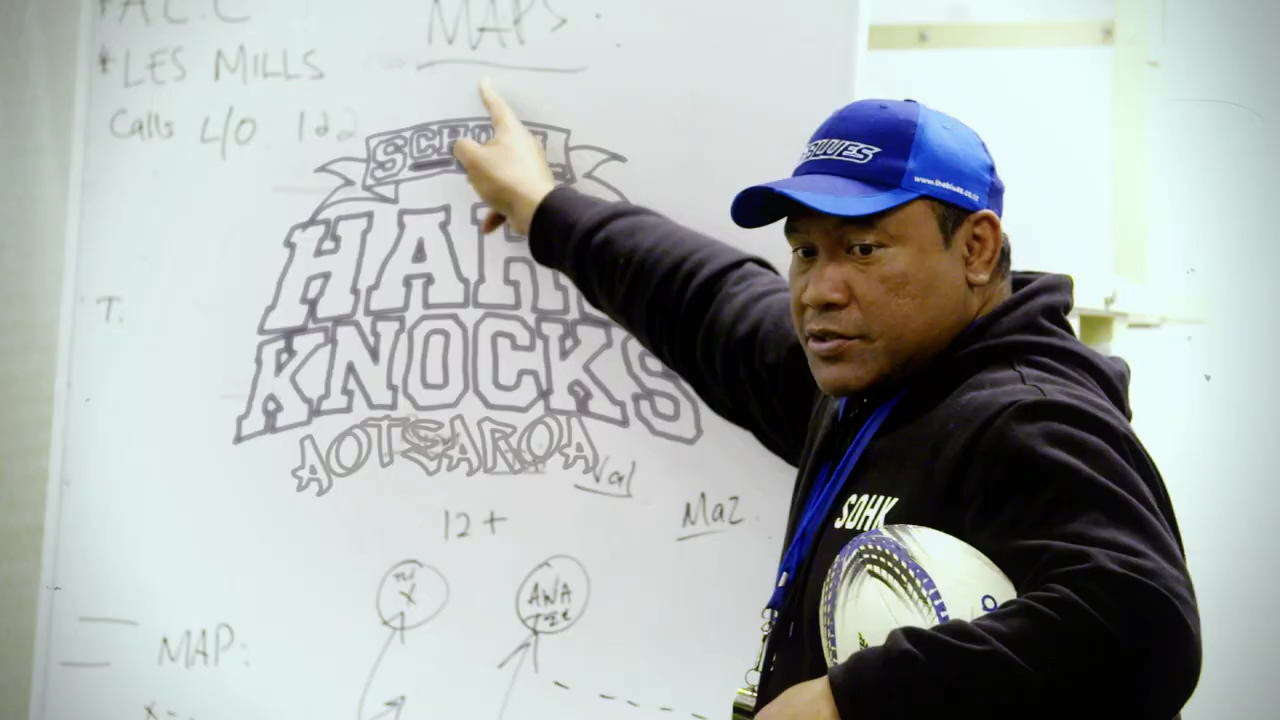 A.C.C
MAPS.
* LES MILLS
Calls L/O
SCHOOL
HARD
KNOCKS
AOTEAROA
T.
Val
Maz
12 +
AWA
MAP:
BLUES
www.theblues.co.nz
SOHK